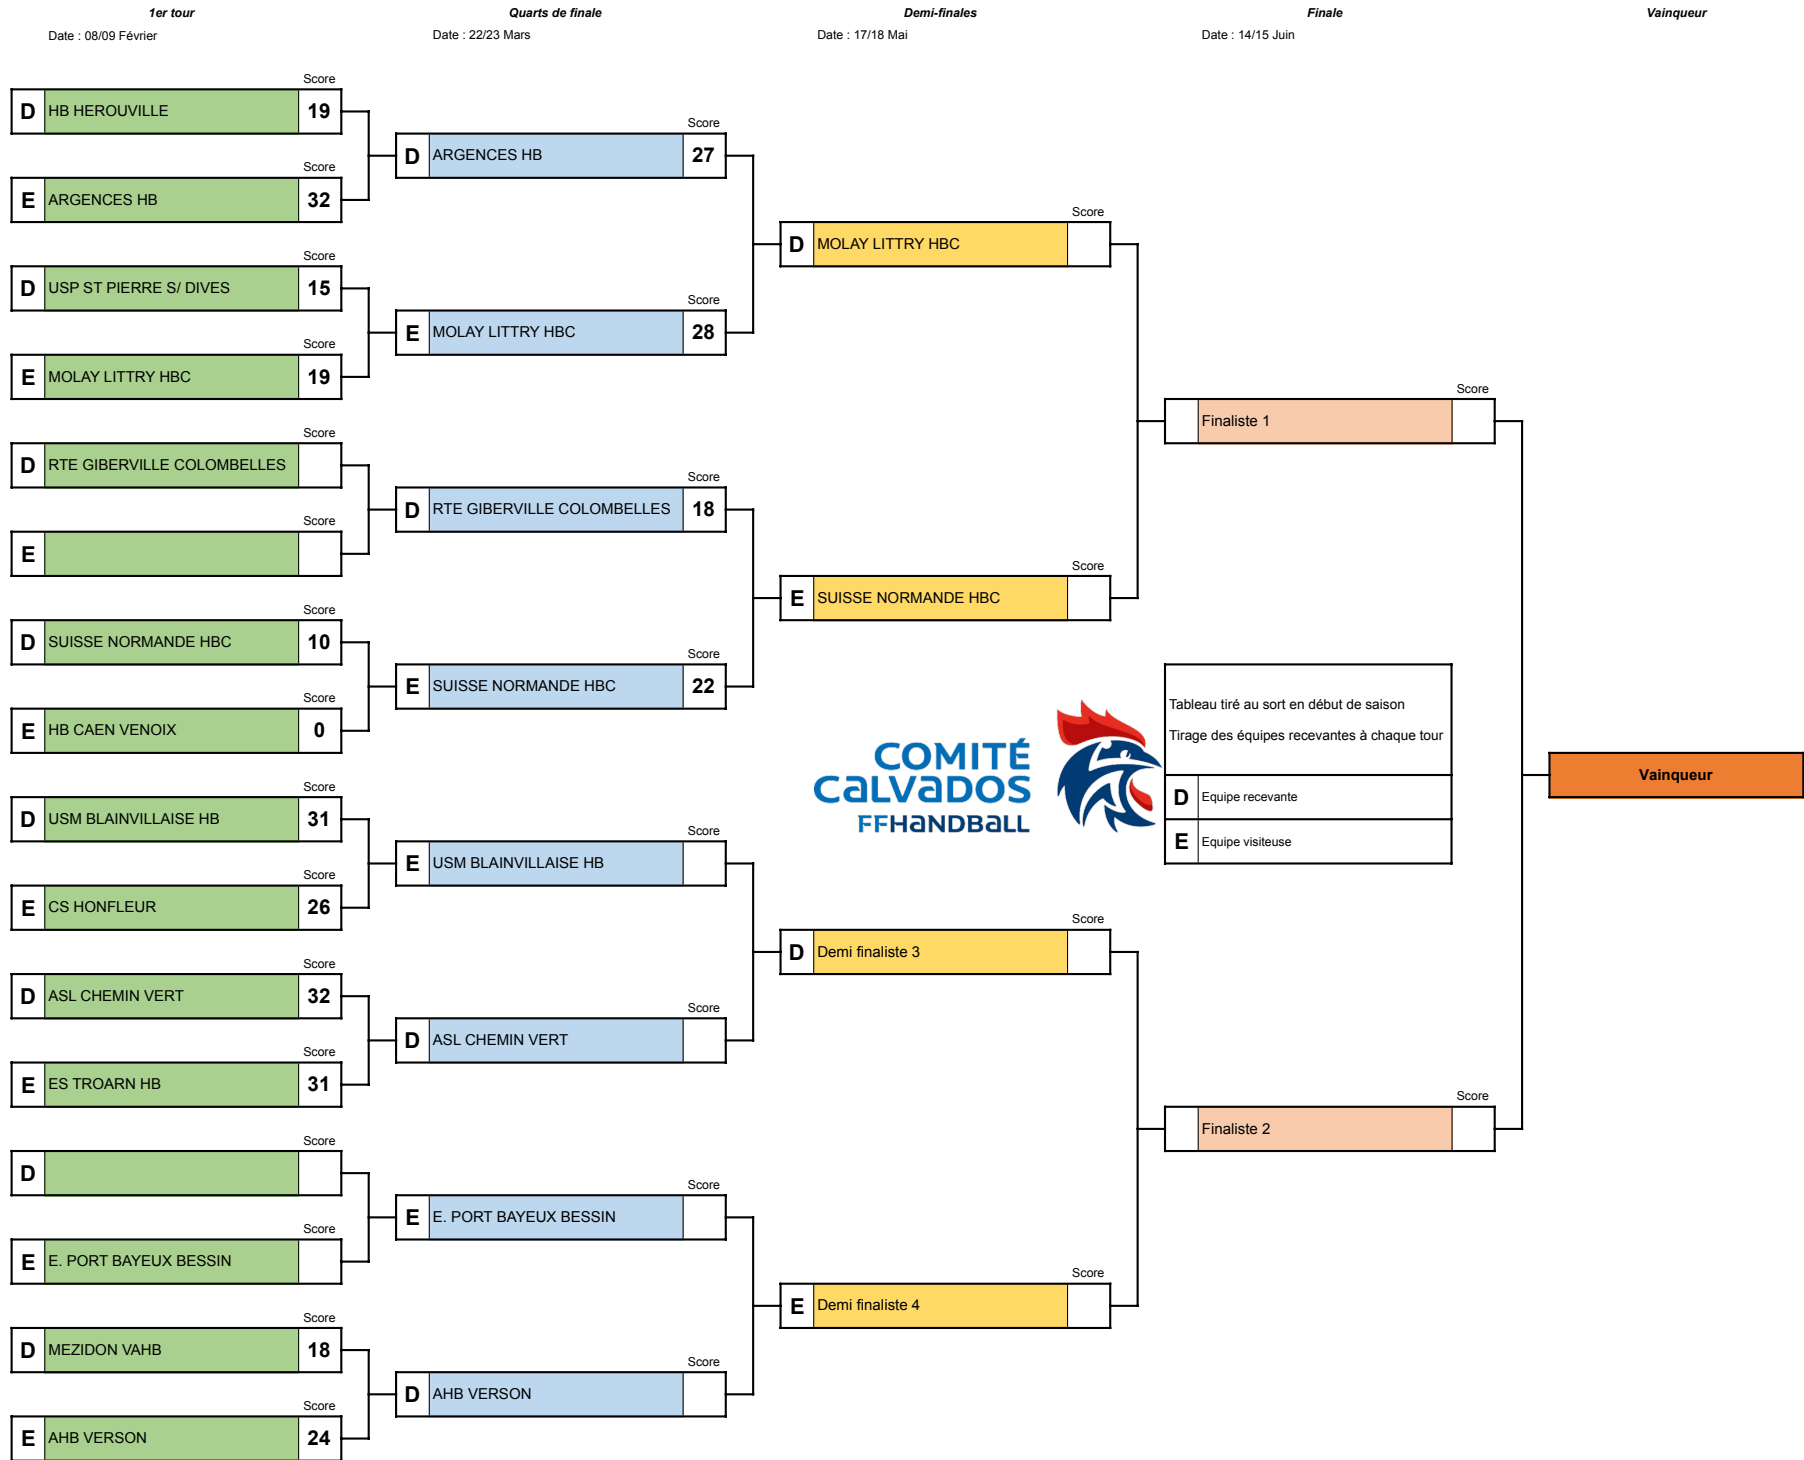 1er tour
Quarts de finale
Demi-finales
Finale
Vainqueur
Date : 08/09 Février
Date : 22/23 Mars
Date : 17/18 Mai
Date : 14/15 Juin
Score
D HB HEROUVILLE 19
Score
E ARGENCES HB 32
Score
D USP ST PIERRE S/ DIVES 15
Score
E MOLAY LITTRY HBC 19
Score
D RTE GIBERVILLE COLOMBELLES
Score
E
Score
D SUISSE NORMANDE HBC 10
Score
E HB CAEN VENOIX 0
Score
D USM BLAINVILLAISE HB 31
Score
E CS HONFLEUR 26
Score
D ASL CHEMIN VERT 32
Score
E ES TROARN HB 31
Score
D
Score
E E. PORT BAYEUX BESSIN
Score
D MEZIDON VAHB 18
Score
E AHB VERSON 24
Score
D ARGENCES HB 27
Score
E MOLAY LITTRY HBC 28
Score
D RTE GIBERVILLE COLOMBELLES 18
Score
E SUISSE NORMANDE HBC 22
E USM BLAINVILLAISE HB
Score
D ASL CHEMIN VERT
Score
E E. PORT BAYEUX BESSIN
Score
D AHB VERSON
Score
D MOLAY LITTRY HBC
Score
E SUISSE NORMANDE HBC
COMITÉ
CALVADOS
FFHANDBALL
Score
D Demi finaliste 3
Score
E Demi finaliste 4
Score
Finaliste 1
Tableau tiré au sort en début de saison
Tirage des équipes recevantes à chaque tour
D Equipe recevante
E Equipe visiteuse
Score
Finaliste 2
Vainqueur